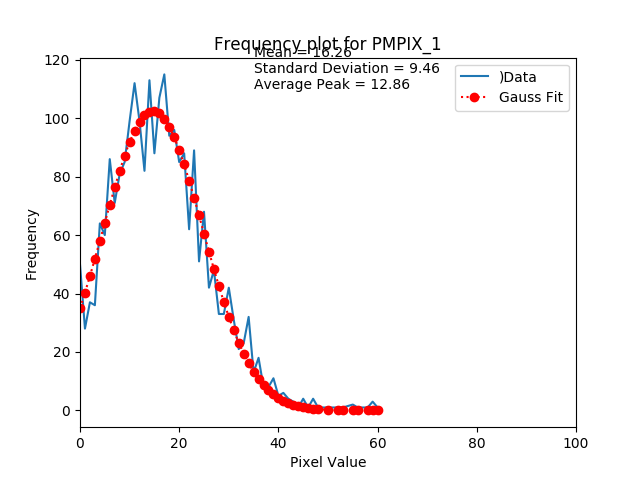 Frequency plot for PMPIX_1
Mean = 16.26
Standard Deviation = 9.46
Average Peak = 12.86
)Data
Gauss Fit
Frequency
120
100
80
60
40
20
0
0 20 40 60 80 100
Pixel Value